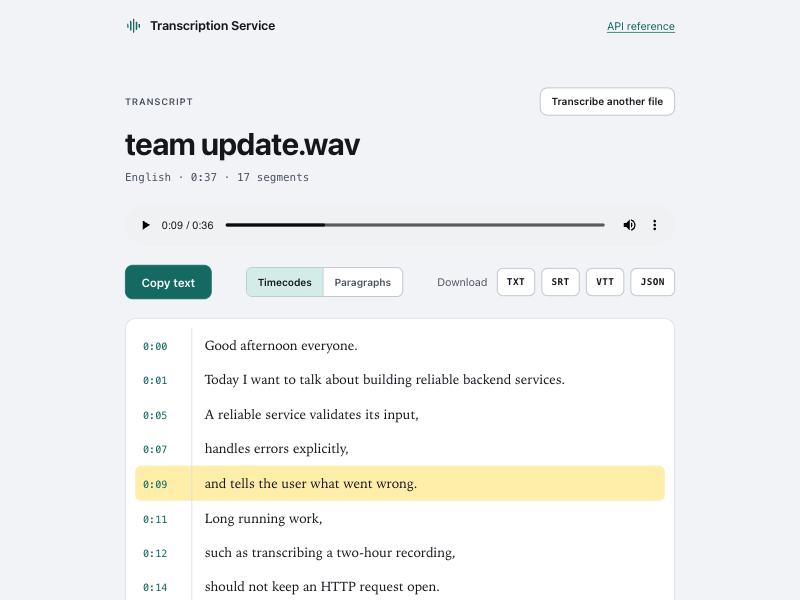 Transcription Service
API reference
TRANSCRIPT
Transcribe another file
team update.wav
English · 0:37 · 17 segments
0:09 / 0:36
Copy text
Timecodes
Paragraphs
Download
TXT
SRT
VTT
JSON
0:00 Good afternoon everyone.
0:01 Today I want to talk about building reliable backend services.
0:05 A reliable service validates its input,
0:07 handles errors explicitly,
0:09 and tells the user what went wrong.
0:11 Long running work,
0:12 such as transcribing a two-hour recording,
0:14 should not keep an HTTP request open.